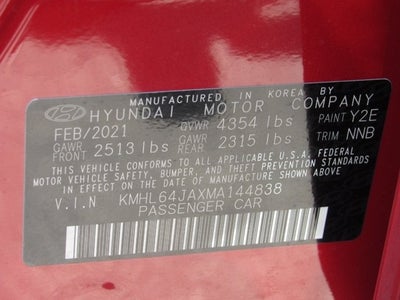 MANUFACTURED IN KOREA BY
HYUNDAI MOTOR COMPANY
FEB/2021 GVWR 4354 lbs PAINT Y2E
GAWR FRONT 2513 lbs GAWR REAR 2315 lbs TRIM NNB
THIS VEHICLE CONFORMS TO ALL APPLICABLE U.S.A. FEDERAL
MOTOR VEHICLE SAFETY, BUMPER, AND THEFT PREVENTION STANDARDS
IN EFFECT ON THE DATE OF MANUFACTURE SHOWN ABOVE.
V.I.N KMHL64JAXMA144838
PASSENGER CAR